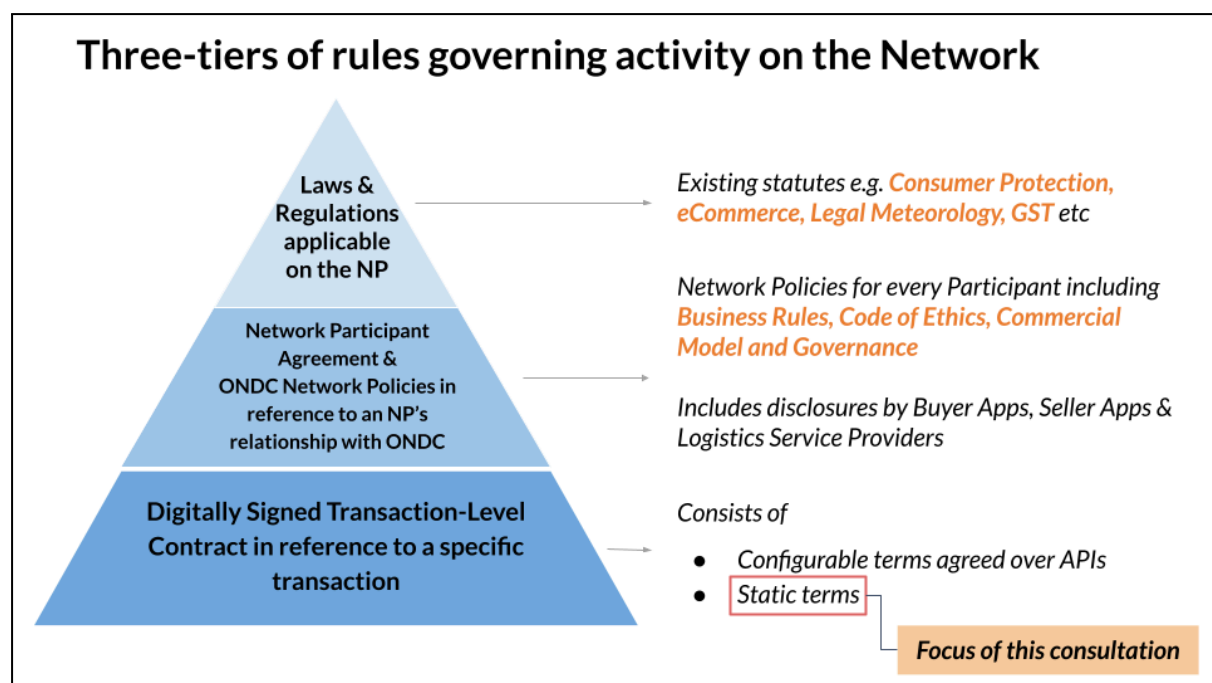 Three-tiers of rules governing activity on the Network
Laws &
Regulations
applicable
on the NP
Existing statutes e.g. Consumer Protection,
eCommerce, Legal Meteorology, GST etc
Network Participant
Agreement &
ONDC Network Policies in
reference to an NP's
relationship with ONDC
Network Policies for every Participant including
Business Rules, Code of Ethics, Commercial
Model and Governance
Includes disclosures by Buyer Apps, Seller Apps &
Logistics Service Providers
Digitally Signed Transaction-Level
Contract in reference to a specific
transaction
Consists of
● Configurable terms agreed over APIs
● Static terms
Focus of this consultation